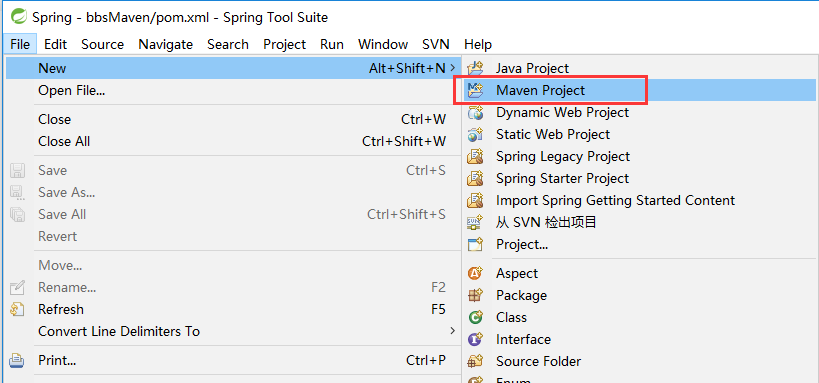 Spring - bbsMaven/pom.xml - Spring Tool Suite
File Edit Source Navigate Search Project Run Window SVN Help
New Alt+Shift+N >
Open File...
Close Ctrl+W
Close All Ctrl+Shift+W
Save Ctrl+S
Save As...
Save All Ctrl+Shift+S
Revert
Move...
Rename... F2
Refresh F5
Convert Line Delimiters To >
Print... Ctrl+P
Java Project
Maven Project
Dynamic Web Project
Static Web Project
Spring Legacy Project
Spring Starter Project
Import Spring Getting Started Content
从 SVN 检出项目
Project...
Aspect
Package
Class
Interface
Source Folder
Enum